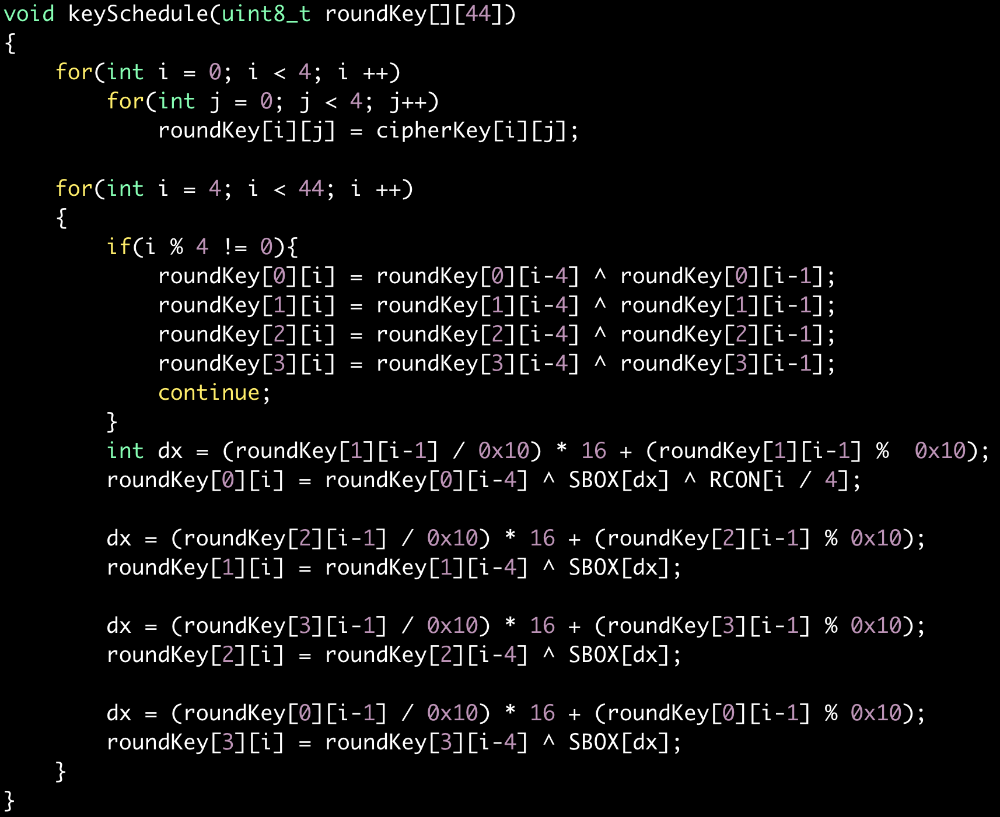 void keySchedule(uint8_t roundKey[][44])
{
    for(int i = 0; i < 4; i ++)
        for(int j = 0; j < 4; j++)
            roundKey[i][j] = cipherKey[i][j];

    for(int i = 4; i < 44; i ++)
    {
        if(i % 4 != 0){
            roundKey[0][i] = roundKey[0][i-4] ^ roundKey[0][i-1];
            roundKey[1][i] = roundKey[1][i-4] ^ roundKey[1][i-1];
            roundKey[2][i] = roundKey[2][i-4] ^ roundKey[2][i-1];
            roundKey[3][i] = roundKey[3][i-4] ^ roundKey[3][i-1];
            continue;
        }
        int dx = (roundKey[1][i-1] / 0x10) * 16 + (roundKey[1][i-1] %  0x10);
        roundKey[0][i] = roundKey[0][i-4] ^ SBOX[dx] ^ RCON[i / 4];

        dx = (roundKey[2][i-1] / 0x10) * 16 + (roundKey[2][i-1] % 0x10);
        roundKey[1][i] = roundKey[1][i-4] ^ SBOX[dx];

        dx = (roundKey[3][i-1] / 0x10) * 16 + (roundKey[3][i-1] % 0x10);
        roundKey[2][i] = roundKey[2][i-4] ^ SBOX[dx];

        dx = (roundKey[0][i-1] / 0x10) * 16 + (roundKey[0][i-1] % 0x10);
        roundKey[3][i] = roundKey[3][i-4] ^ SBOX[dx];
    }
}